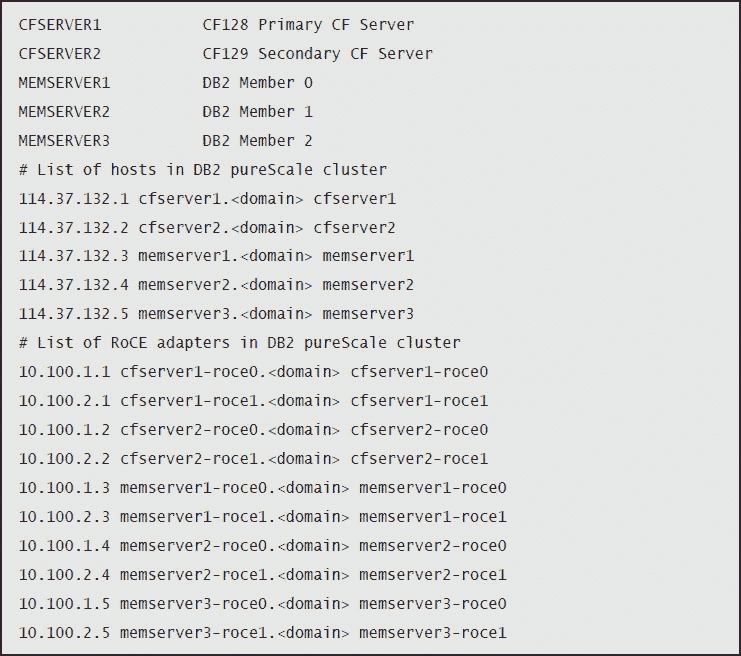 CFSERVER1 CF128 Primary CF Server
CFSERVER2 CF129 Secondary CF Server
MEMSERVER1 DB2 Member 0
MEMSERVER2 DB2 Member 1
MEMSERVER3 DB2 Member 2
# List of hosts in DB2 pureScale cluster
114.37.132.1 cfserver1.<domain> cfserver1
114.37.132.2 cfserver2.<domain> cfserver2
114.37.132.3 memserver1.<domain> memserver1
114.37.132.4 memserver2.<domain> memserver2
114.37.132.5 memserver3.<domain> memserver3
# List of RoCE adapters in DB2 pureScale cluster
10.100.1.1 cfserver1-roce0.<domain> cfserver1-roce0
10.100.2.1 cfserver1-roce1.<domain> cfserver1-roce1
10.100.1.2 cfserver2-roce0.<domain> cfserver2-roce0
10.100.2.2 cfserver2-roce1.<domain> cfserver2-roce1
10.100.1.3 memserver1-roce0.<domain> memserver1-roce0
10.100.2.3 memserver1-roce1.<domain> memserver1-roce1
10.100.1.4 memserver2-roce0.<domain> memserver2-roce0
10.100.2.4 memserver2-roce1.<domain> memserver2-roce1
10.100.1.5 memserver3-roce0.<domain> memserver3-roce0
10.100.2.5 memserver3-roce1.<domain> memserver3-roce1